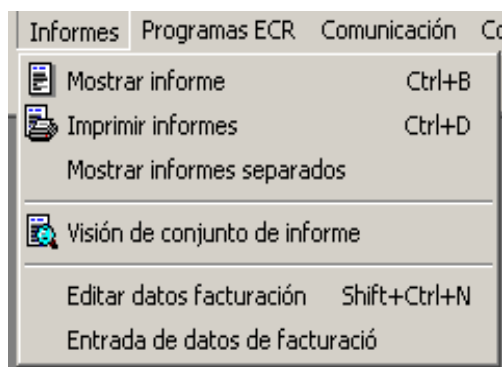 Informes Programas ECR Comunicación Co
Mostrar informe Ctrl+B
Imprimir informes Ctrl+D
Mostrar informes separados
Visión de conjunto de informe
Editar datos facturación Shift+Ctrl+N
Entrada de datos de facturació